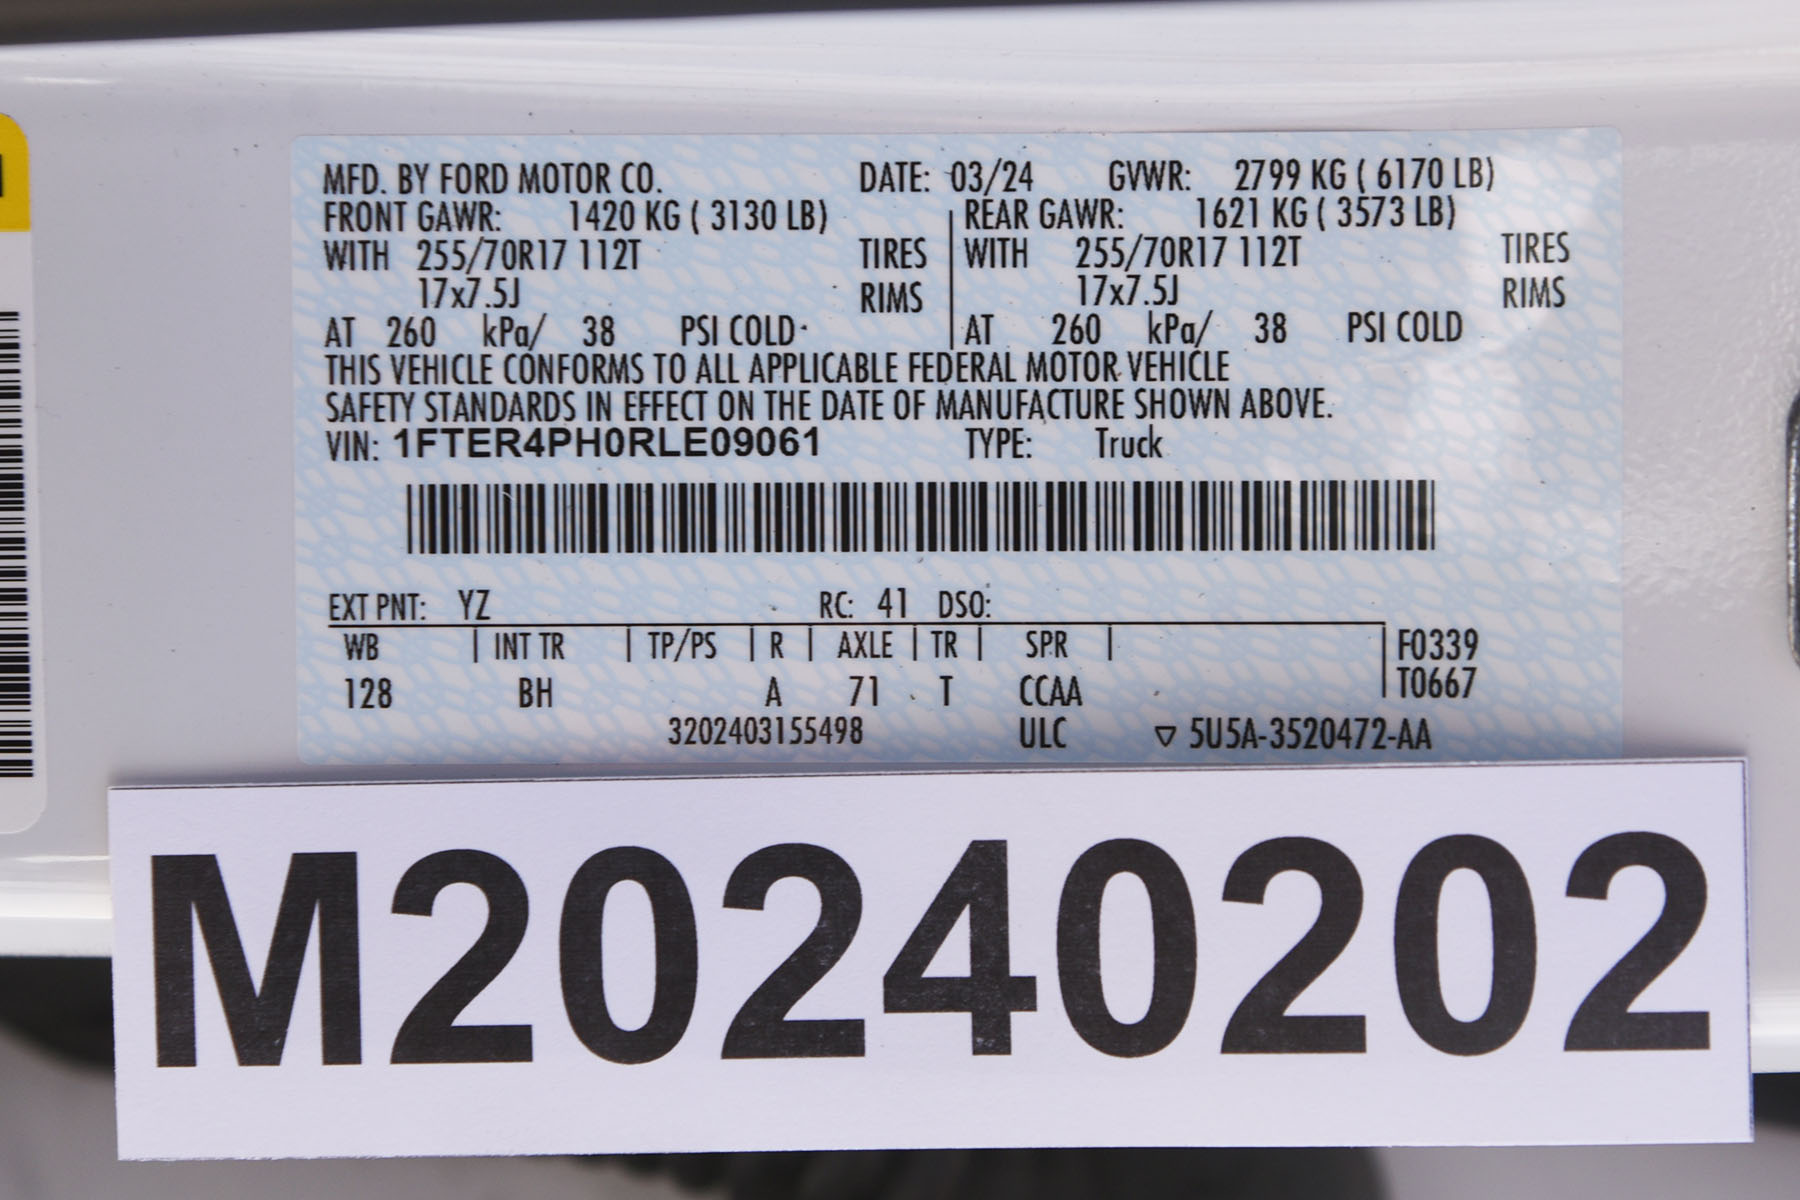 MFD. BY FORD MOTOR CO. DATE: 03/24 GVWR: 2799 KG ( 6170 LB)
FRONT GAWR: 1420 KG ( 3130 LB) REAR GAWR: 1621 KG ( 3573 LB)
WITH 255/70R17 112T TIRES WITH 255/70R17 112T TIRES
17x7.5J RIMS 17x7.5J RIMS
AT 260 kPa/ 38 PSI COLD AT 260 kPa/ 38 PSI COLD
THIS VEHICLE CONFORMS TO ALL APPLICABLE FEDERAL MOTOR VEHICLE
SAFETY STANDARDS IN EFFECT ON THE DATE OF MANUFACTURE SHOWN ABOVE.
VIN: 1FTER4PH0RLE09061 TYPE: Truck
EXT PNT: YZ RC: 41 DSO:
WB INT TR TP/PS R AXLE TR SPR F0339
128 BH A 71 T CCAA T0667
3202403155498 ULC ▽ 5U5A-3520472-AA
M20240202